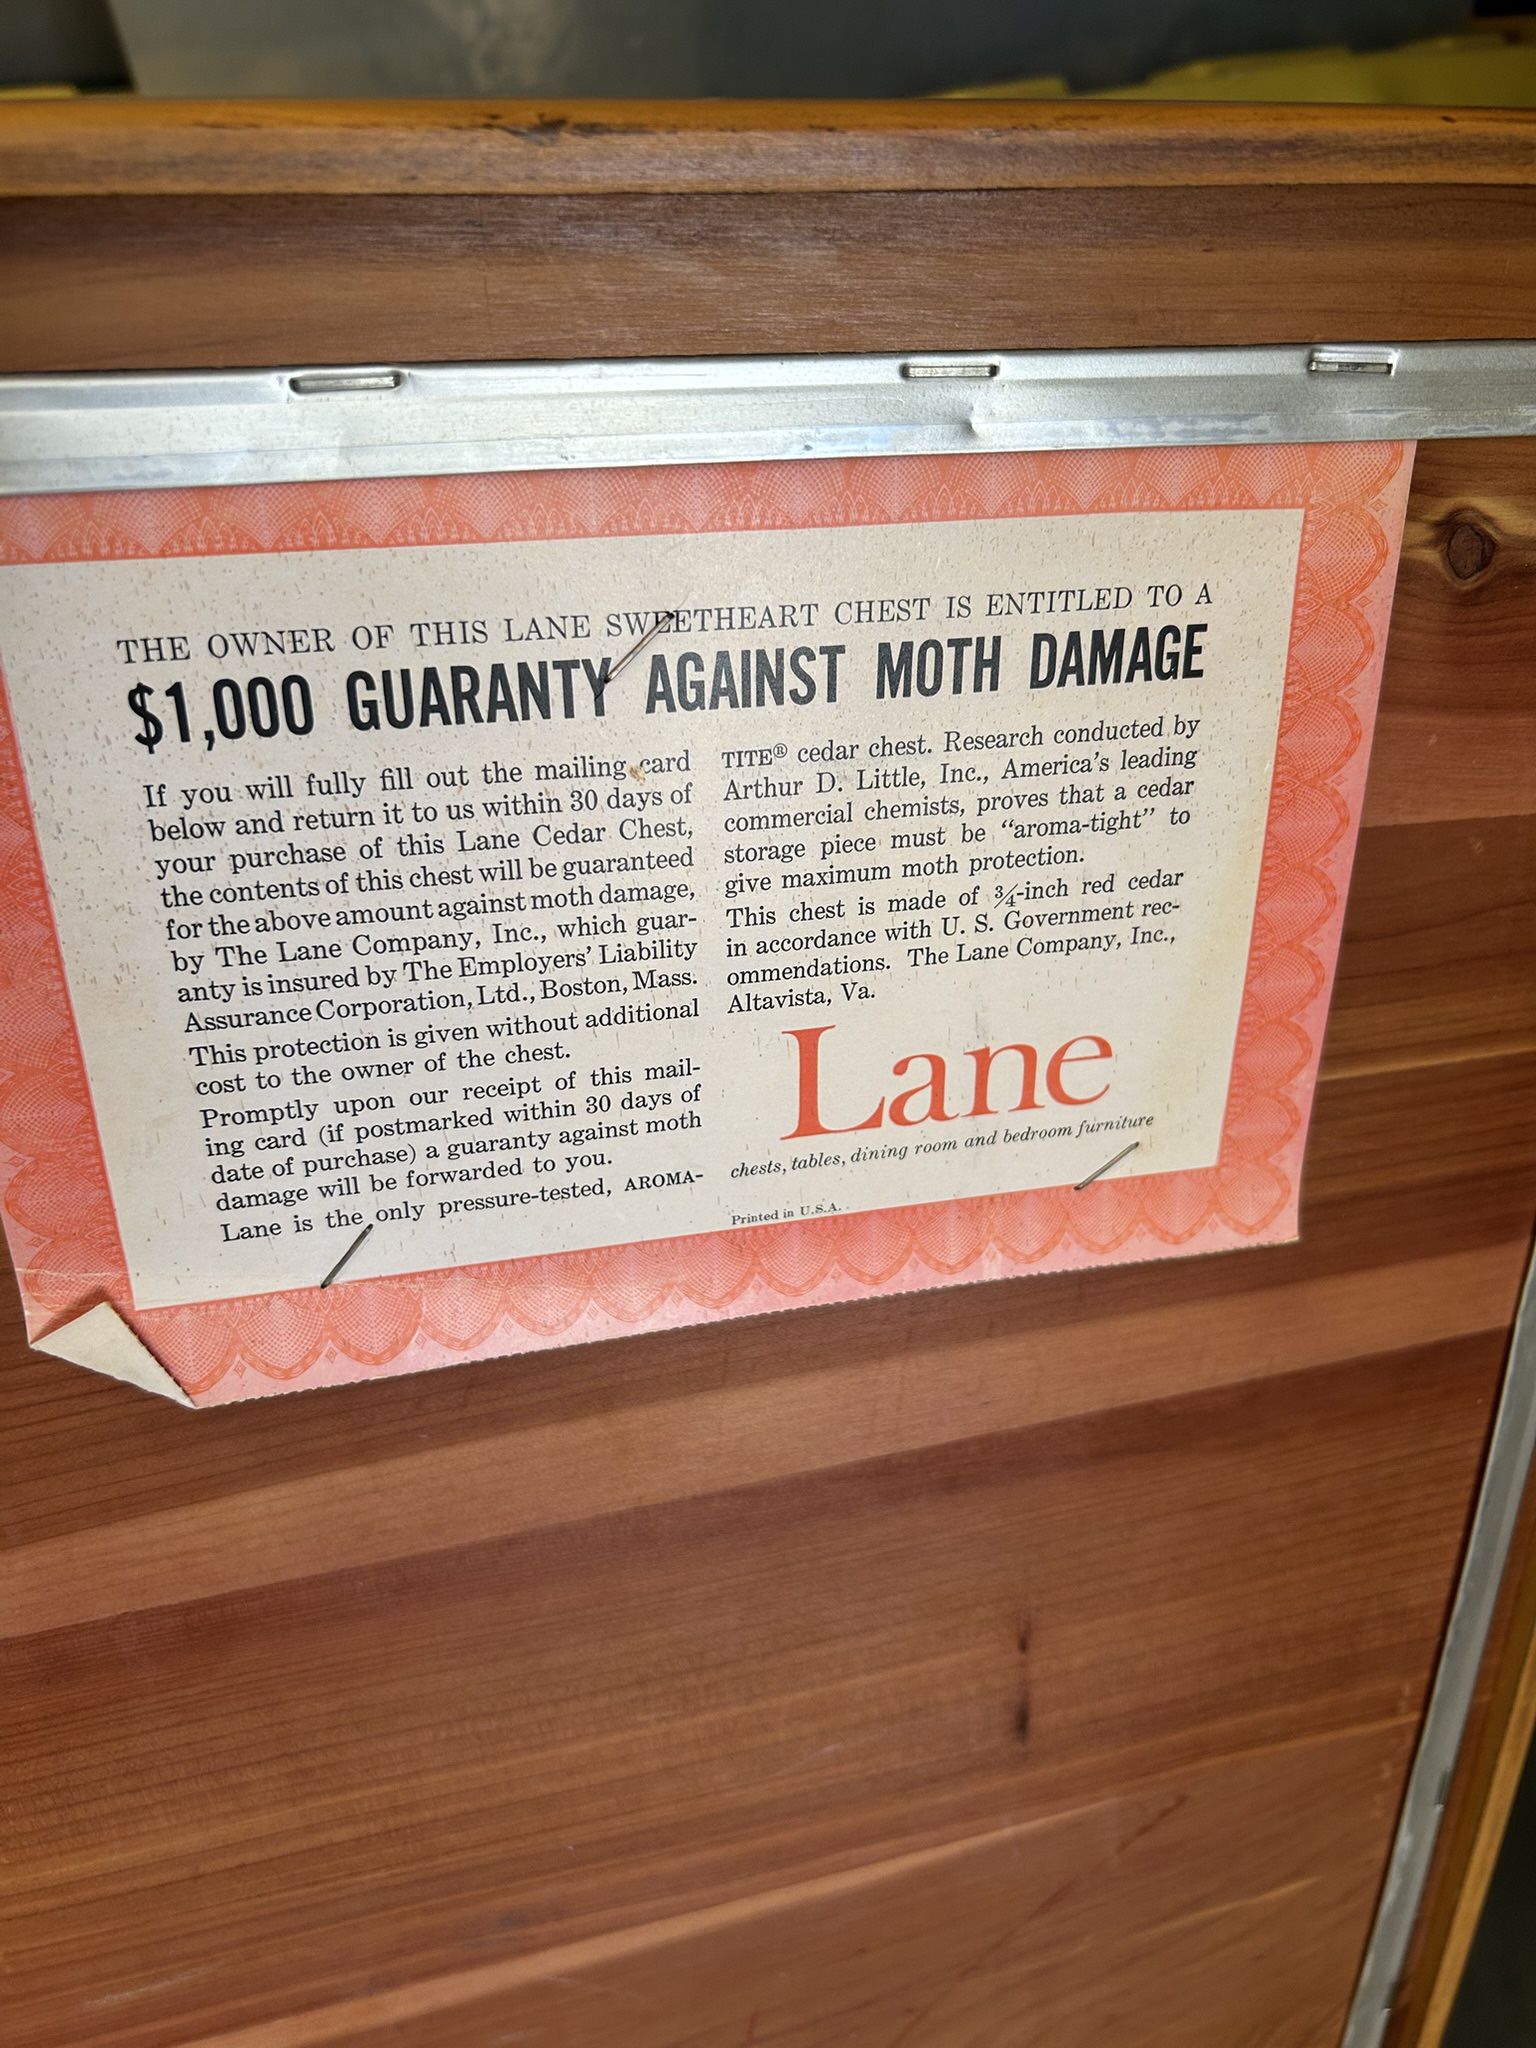 THE OWNER OF THIS LANE SWEETHEART CHEST IS ENTITLED TO A
$1,000 GUARANTY AGAINST MOTH DAMAGE
If you will fully fill out the mailing card
below and return it to us within 30 days of
your purchase of this Lane Cedar Chest,
the contents of this chest will be guaranteed
for the above amount against moth damage,
by The Lane Company, Inc., which guar-
anty is insured by The Employers' Liability
Assurance Corporation, Ltd., Boston, Mass.
This protection is given without additional
cost to the owner of the chest.
Promptly upon our receipt of this mail-
ing card (if postmarked within 30 days of
date of purchase) a guaranty against moth
damage will be forwarded to you.
Lane is the only pressure-tested, AROMA-
TITE® cedar chest. Research conducted by
Arthur D. Little, Inc., America's leading
commercial chemists, proves that a cedar
storage piece must be "aroma-tight" to
give maximum moth protection.
This chest is made of ¾-inch red cedar
in accordance with U. S. Government rec-
ommendations. The Lane Company, Inc.,
Altavista, Va.
Lane
chests, tables, dining room and bedroom furniture
Printed in U.S.A.